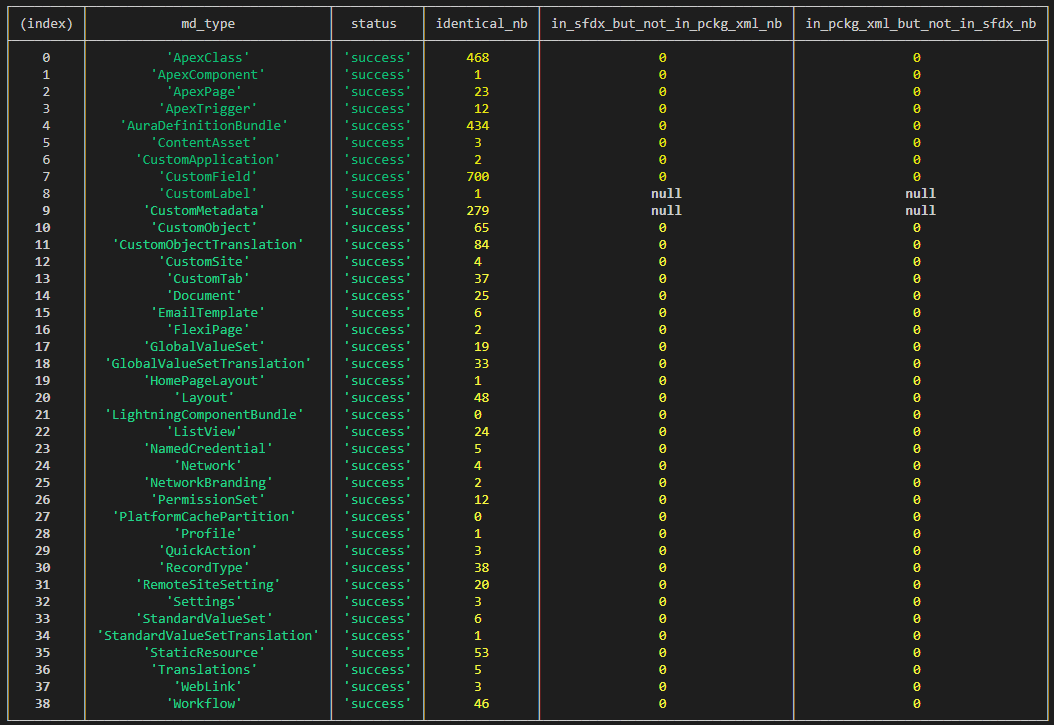 (index) md_type status identical_nb in_sfdx_but_not_in_pckg_xml_nb in_pckg_xml_but_not_in_sfdx_nb
0 'ApexClass' 'success' 468 0 0
1 'ApexComponent' 'success' 1 0 0
2 'ApexPage' 'success' 23 0 0
3 'ApexTrigger' 'success' 12 0 0
4 'AuraDefinitionBundle' 'success' 434 0 0
5 'ContentAsset' 'success' 3 0 0
6 'CustomApplication' 'success' 2 0 0
7 'CustomField' 'success' 700 0 0
8 'CustomLabel' 'success' 1 null null
9 'CustomMetadata' 'success' 279 null null
10 'CustomObject' 'success' 65 0 0
11 'CustomObjectTranslation' 'success' 84 0 0
12 'CustomSite' 'success' 4 0 0
13 'CustomTab' 'success' 37 0 0
14 'Document' 'success' 25 0 0
15 'EmailTemplate' 'success' 6 0 0
16 'FlexiPage' 'success' 2 0 0
17 'GlobalValueSet' 'success' 19 0 0
18 'GlobalValueSetTranslation' 'success' 33 0 0
19 'HomePageLayout' 'success' 1 0 0
20 'Layout' 'success' 48 0 0
21 'LightningComponentBundle' 'success' 0 0 0
22 'ListView' 'success' 24 0 0
23 'NamedCredential' 'success' 5 0 0
24 'Network' 'success' 4 0 0
25 'NetworkBranding' 'success' 2 0 0
26 'PermissionSet' 'success' 12 0 0
27 'PlatformCachePartition' 'success' 0 0 0
28 'Profile' 'success' 1 0 0
29 'QuickAction' 'success' 3 0 0
30 'RecordType' 'success' 38 0 0
31 'RemoteSiteSetting' 'success' 20 0 0
32 'Settings' 'success' 3 0 0
33 'StandardValueSet' 'success' 6 0 0
34 'StandardValueSetTranslation' 'success' 1 0 0
35 'StaticResource' 'success' 53 0 0
36 'Translations' 'success' 5 0 0
37 'WebLink' 'success' 3 0 0
38 'Workflow' 'success' 46 0 0